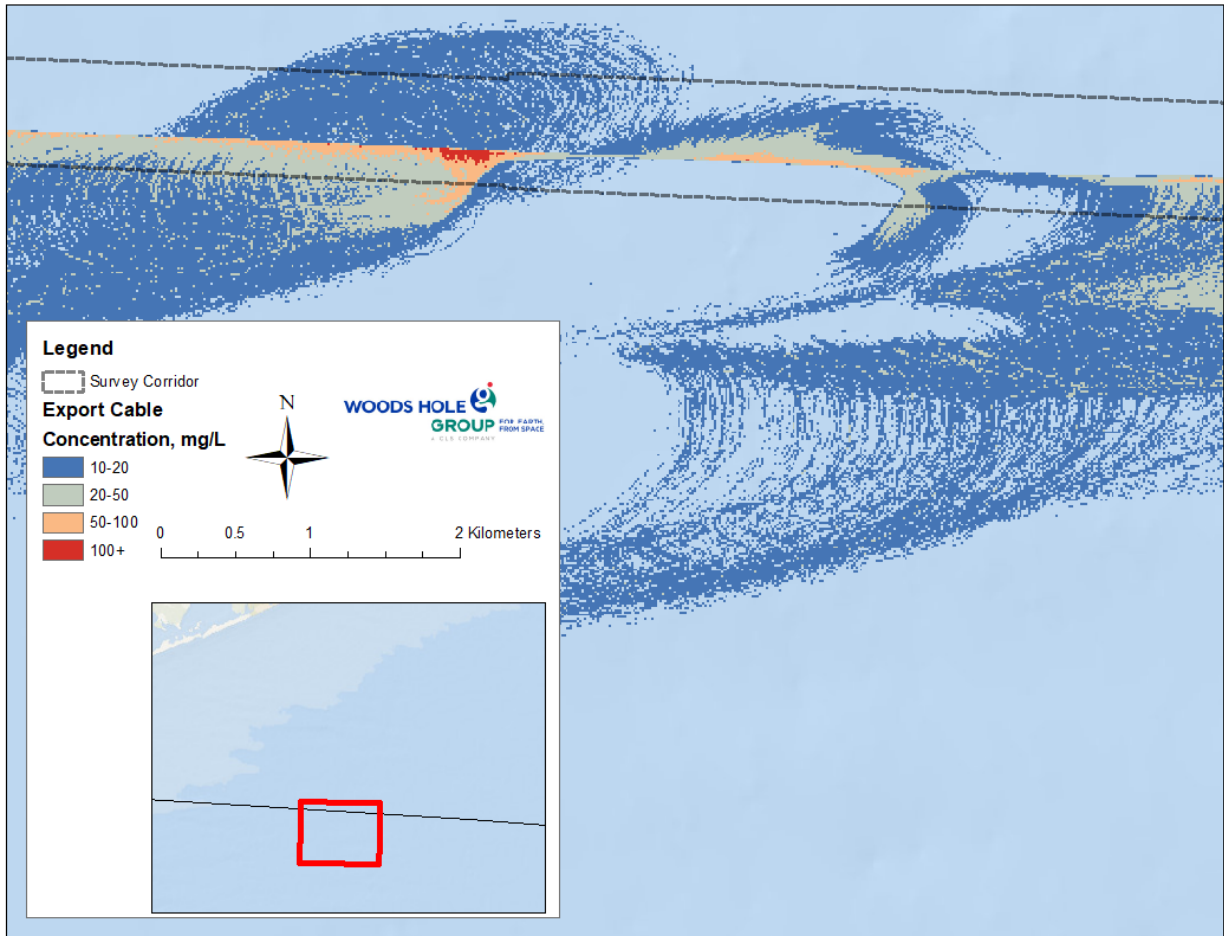 Legend
Survey Corridor
Export Cable
Concentration, mg/L
10-20
20-50
50-100
100+
N
WOODS HOLE
GROUP FOR EARTH, FROM SPACE
A CLS COMPANY
0 0.5 1 2 Kilometers